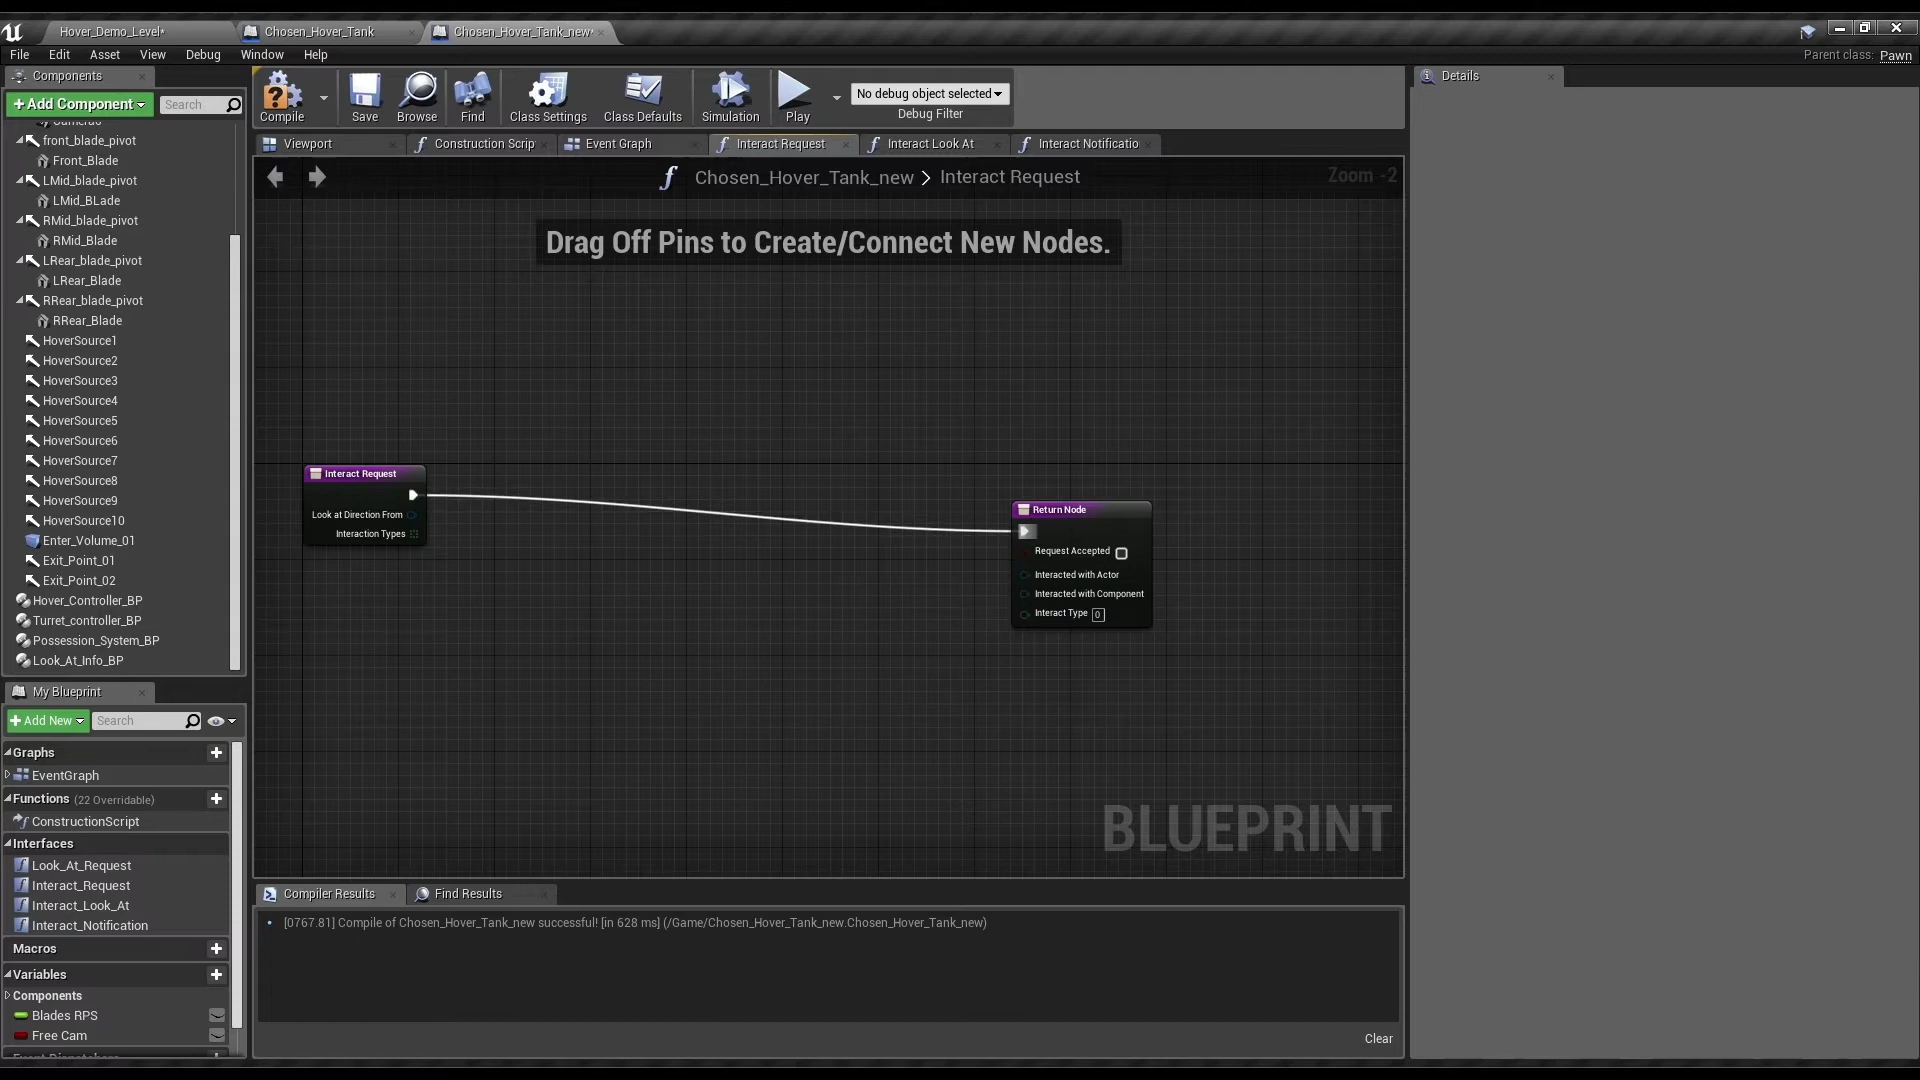 Hover_Demo_Level*
Chosen_Hover_Tank
Chosen_Hover_Tank_new*
File Edit Asset View Debug Window Help
Parent class: Pawn
Components
+Add Component
Search
front_blade_pivot
Front_Blade
LMid_blade_pivot
LMid_BLade
RMid_blade_pivot
RMid_Blade
LRear_blade_pivot
LRear_Blade
RRear_blade_pivot
RRear_Blade
HoverSource1
HoverSource2
HoverSource3
HoverSource4
HoverSource5
HoverSource6
HoverSource7
HoverSource8
HoverSource9
HoverSource10
Enter_Volume_01
Exit_Point_01
Exit_Point_02
Hover_Controller_BP
Turret_controller_BP
Possession_System_BP
Look_At_Info_BP
My Blueprint
+Add New
Search
Graphs
EventGraph
Functions (22 Overridable)
ConstructionScript
Interfaces
Look_At_Request
Interact_Request
Interact_Look_At
Interact_Notification
Macros
Variables
Components
Blades RPS
Free Cam
Compile
Save
Browse
Find
Class Settings
Class Defaults
Simulation
Play
No debug object selected
Debug Filter
Viewport
Construction Scrip
Event Graph
Interact Request
Interact Look At
Interact Notificatio
Chosen_Hover_Tank_new > Interact Request
Zoom -2
Drag Off Pins to Create/Connect New Nodes.
Interact Request
Look at Direction From
Interaction Types
Return Node
Request Accepted
Interacted with Actor
Interacted with Component
Interact Type 0
BLUEPRINT
Compiler Results
Find Results
[0767.81] Compile of Chosen_Hover_Tank_new successful! [in 628 ms] (/Game/Chosen_Hover_Tank_new.Chosen_Hover_Tank_new)
Clear
Details